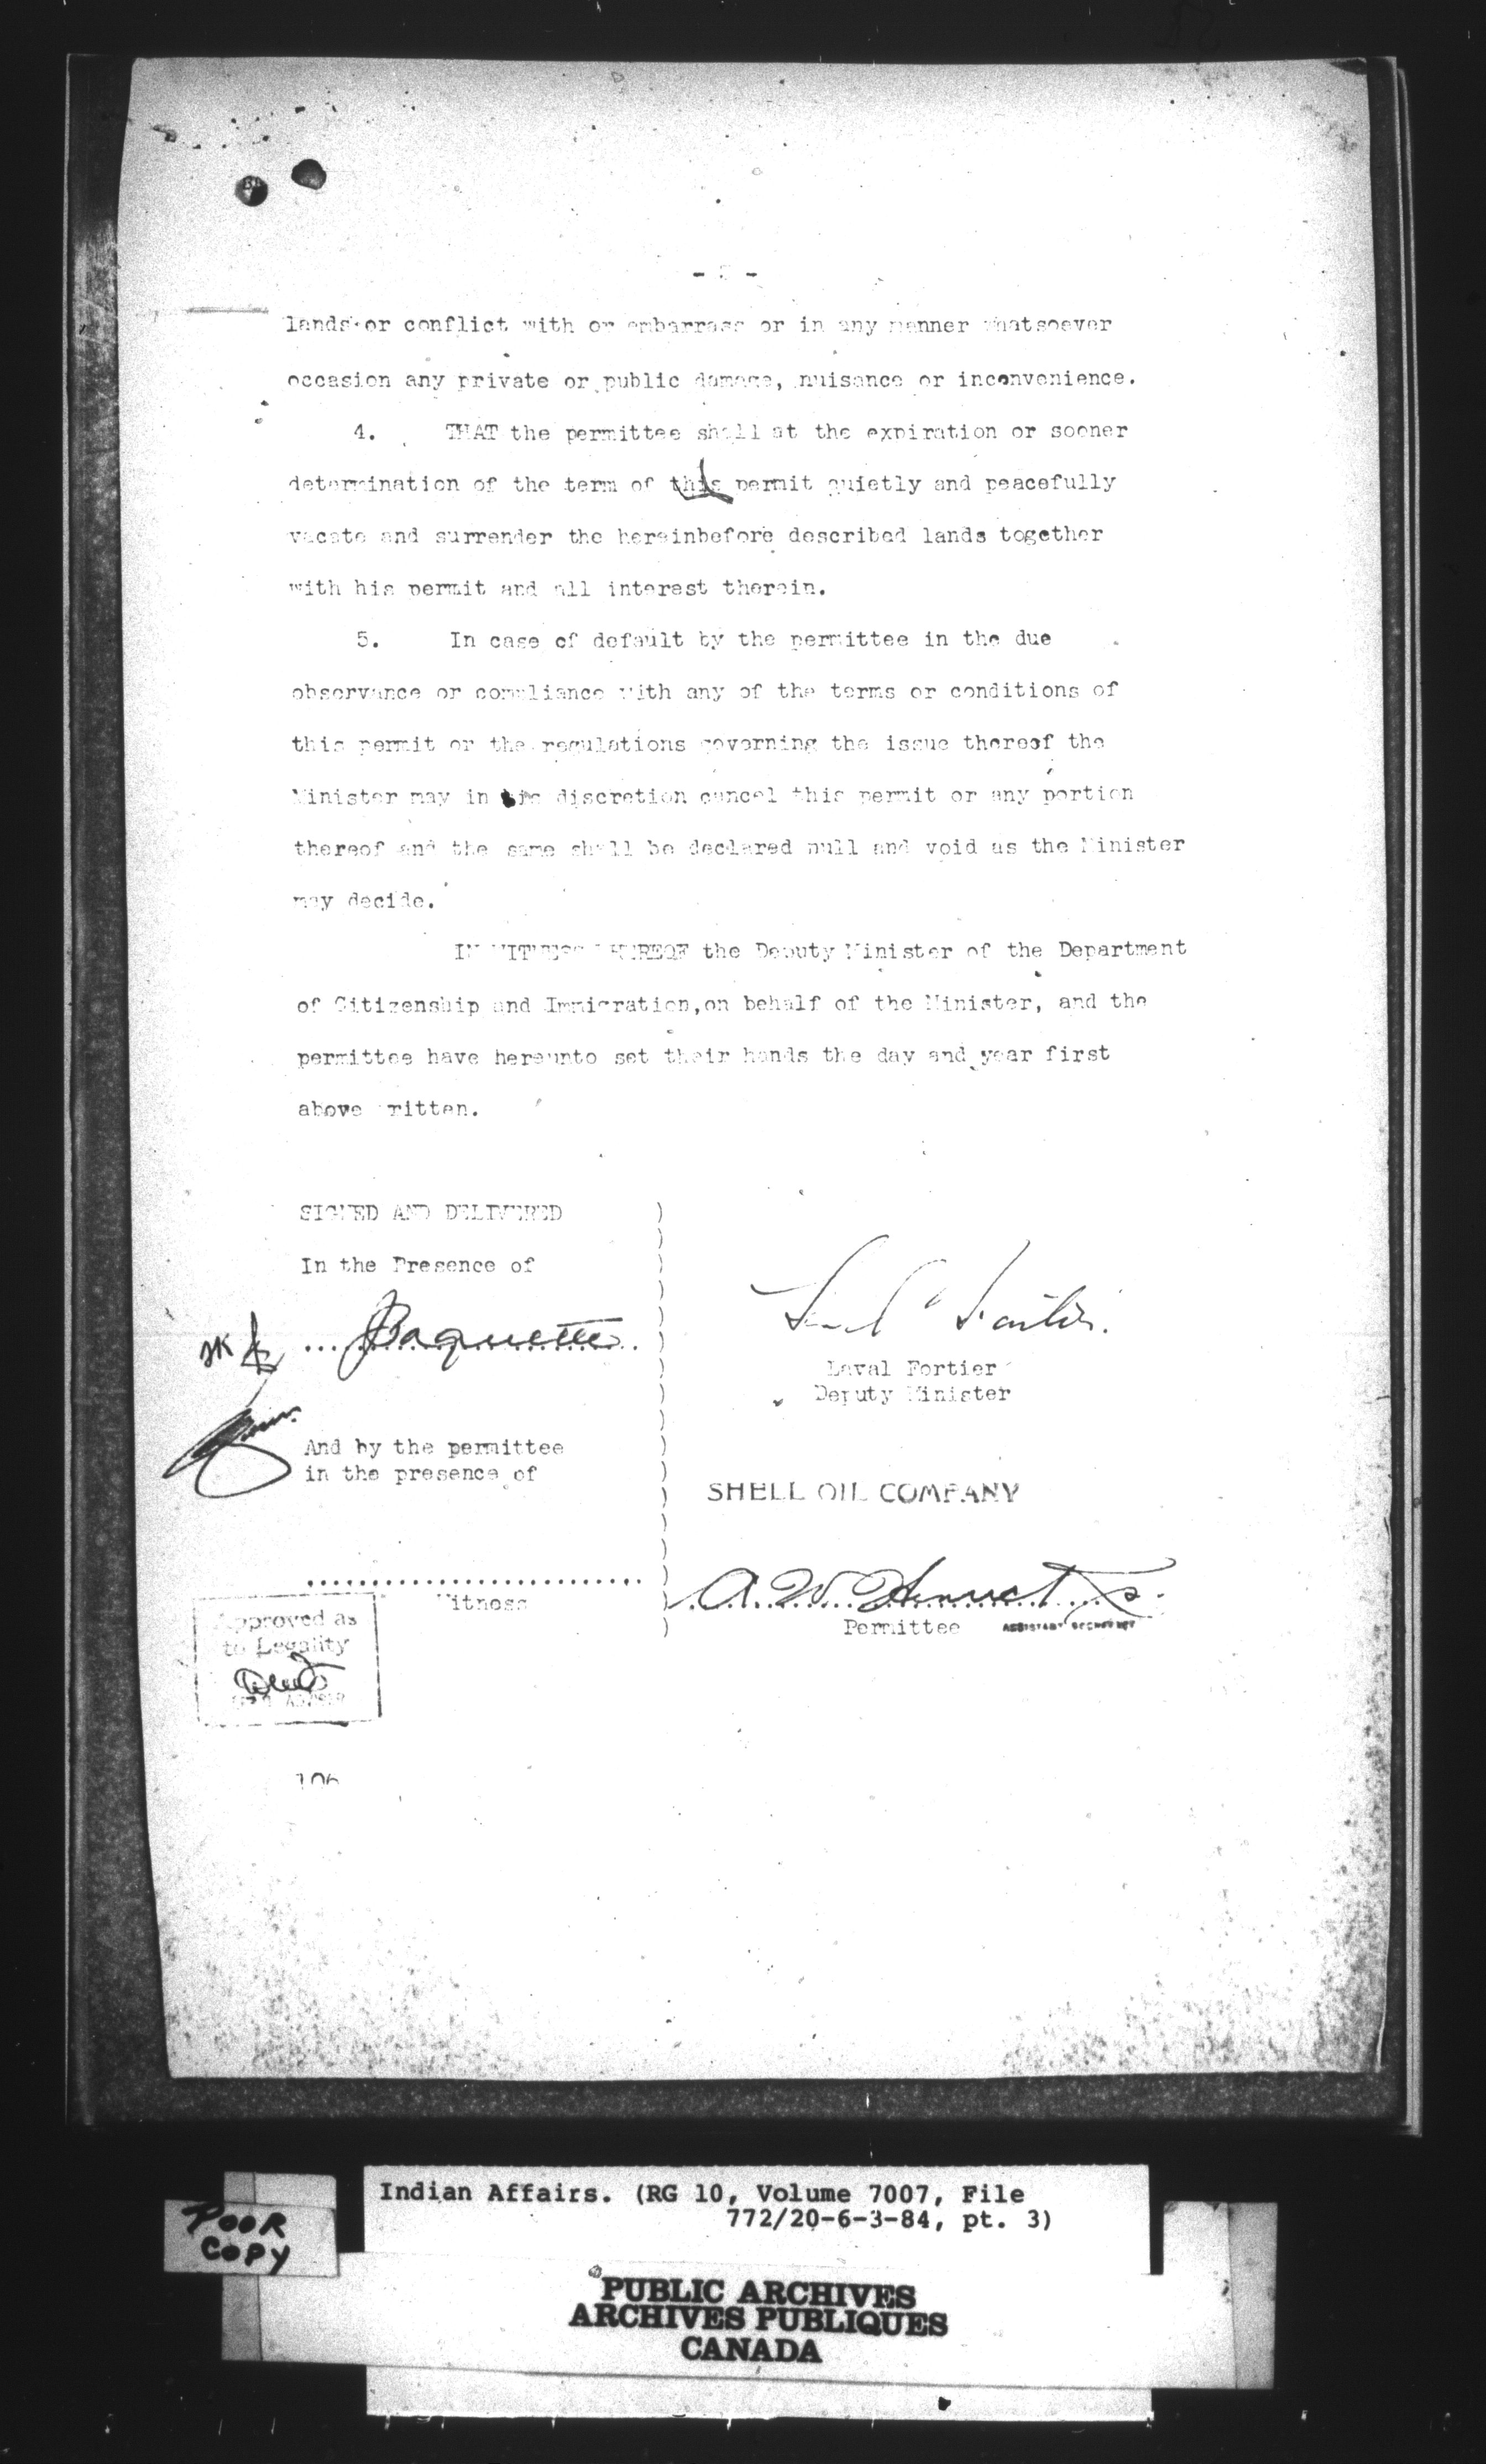 lands or conflict with or embarrass or in any manner whatsoever
occasion any private or public damage, nuisance or inconvenience.
4. THAT the permittee shall at the expiration or sooner
determination of the term of this permit quietly and peacefully
vacate and surrender the hereinbefore described lands together
with his permit and all interest therein.
5. In case of default by the permittee in the due
observance or compliance with any of the terms or conditions of
this permit or the regulations governing the issue thereof the
Minister may in his discretion cancel this permit or any portion
thereof and the same shall be declared null and void as the Minister
may decide.
IN WITNESS WHEREOF the Deputy Minister of the Department
of Citizenship and Immigration, on behalf of the Minister, and the
permittee have hereunto set their hands the day and year first
above written.
SIGNED AND DELIVERED
In the Presence of
JK
Paquette
Laval Fortier
Laval Fortier
Deputy Minister
And by the permittee
in the presence of
SHELL OIL COMPANY
Witness
A. W.
Permittee ASSISTANT SECRETARY
Approved as
to Legality
106
Indian Affairs. (RG 10, Volume 7007, File
772/20-6-3-84, pt. 3)
POOR
COPY
PUBLIC ARCHIVES
ARCHIVES PUBLIQUES
CANADA